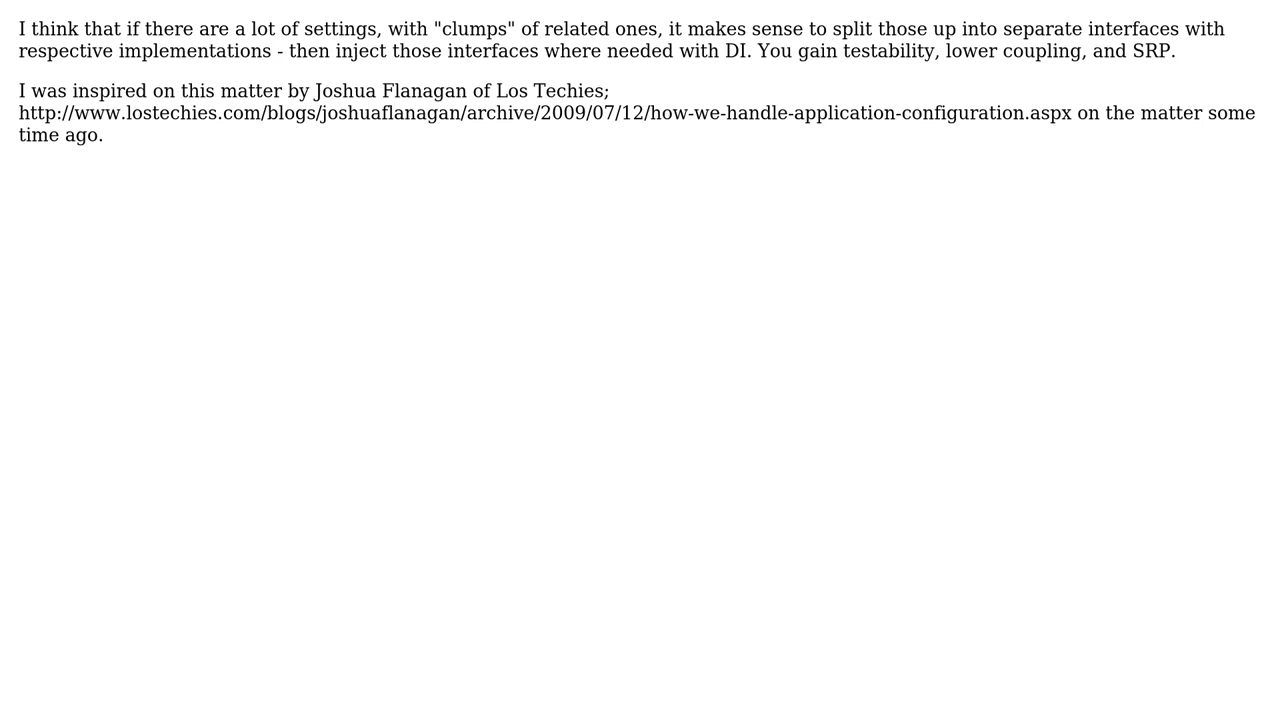 I think that if there are a lot of settings, with "clumps" of related ones, it makes sense to split those up into separate interfaces with
respective implementations - then inject those interfaces where needed with DI. You gain testability, lower coupling, and SRP.
I was inspired on this matter by Joshua Flanagan of Los Techies;
http://www.lostechies.com/blogs/joshuaflanagan/archive/2009/07/12/how-we-handle-application-configuration.aspx on the matter some
time ago.